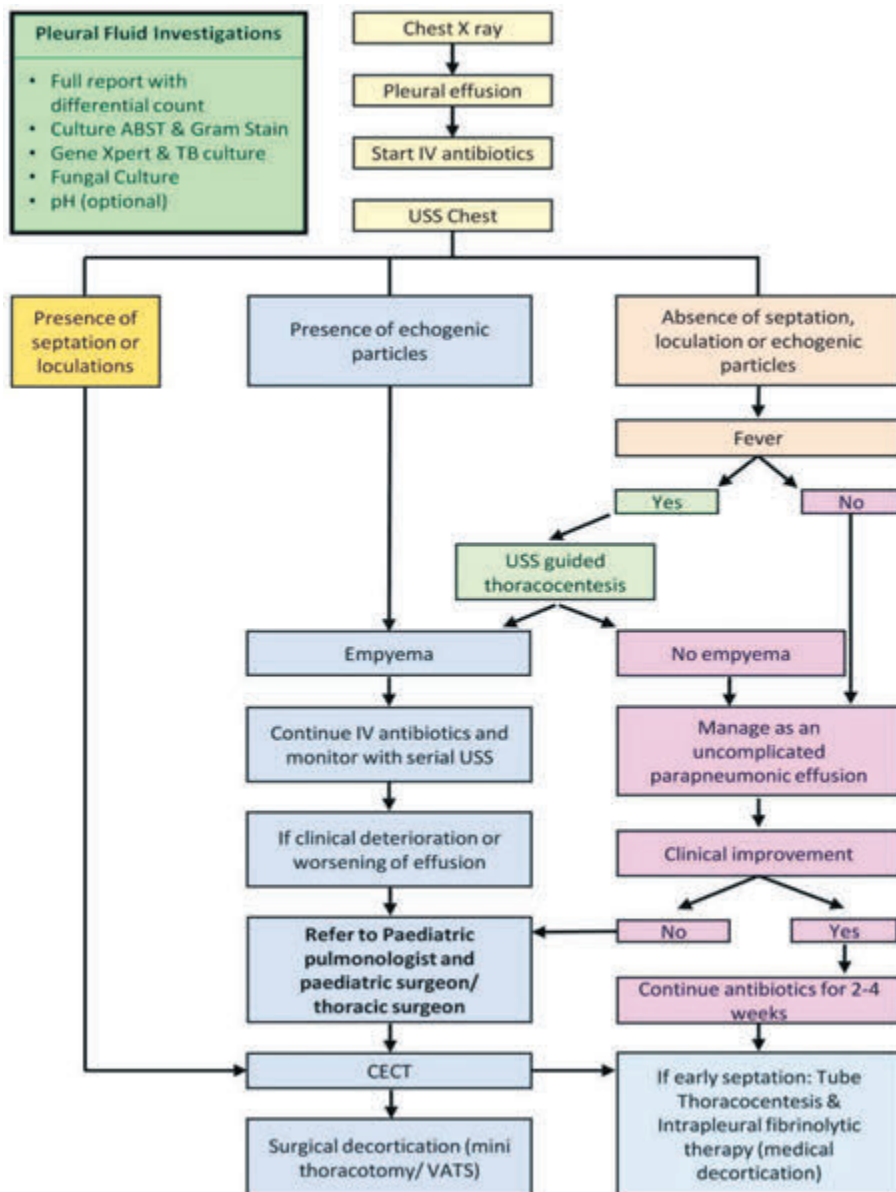 Pleural Fluid Investigations
• Full report with
differential count
• Culture ABST & Gram Stain
• Gene Xpert & TB culture
• Fungal Culture
• pH (optional)
Chest X ray
Pleural effusion
Start IV antibiotics
USS Chest
Presence of
septation or
loculations
Presence of echogenic
particles
Absence of septation,
loculation or echogenic
particles
Fever
Yes
No
USS guided
thoracocentesis
Empyema
No empyema
Continue IV antibiotics and
monitor with serial USS
Manage as an
uncomplicated
parapneumonic effusion
If clinical deterioration or
worsening of effusion
Clinical improvement
No
Yes
Refer to Paediatric
pulmonologist and
paediatric surgeon/
thoracic surgeon
Continue antibiotics for 2-4
weeks
CECT
If early septation: Tube
Thoracocentesis &
Intrapleural fibrinolytic
therapy (medical
decortication)
Surgical decortication (mini
thoracotomy/ VATS)